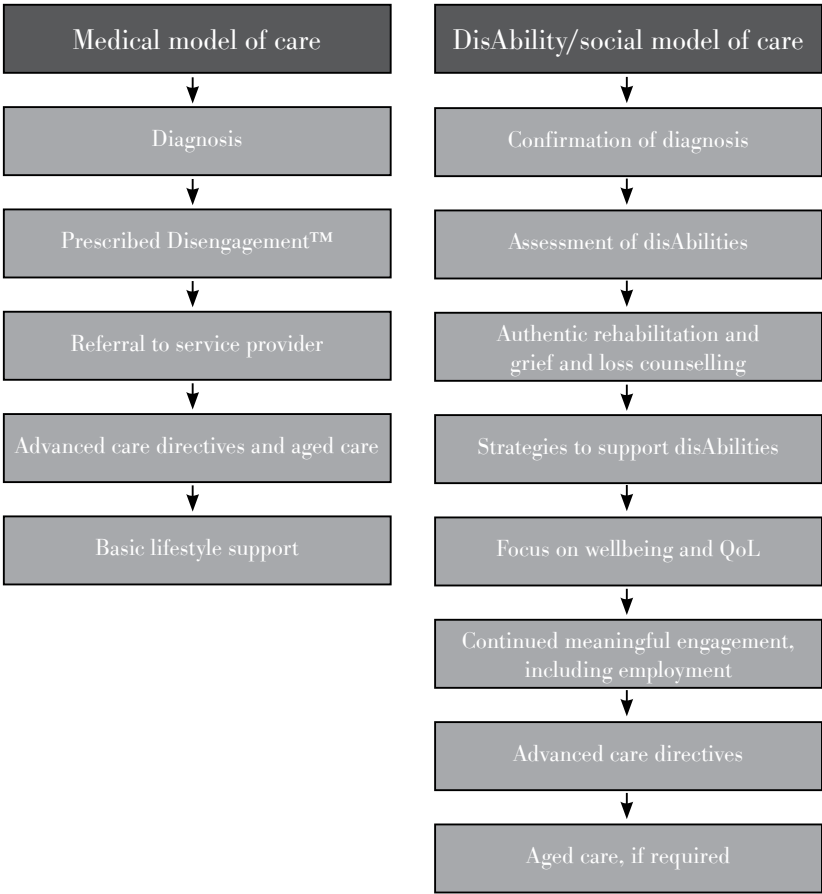 Medical model of care
Diagnosis
Prescribed Disengagement™
Referral to service provider
Advanced care directives and aged care
Basic lifestyle support
DisAbility/social model of care
Confirmation of diagnosis
Assessment of disAbilities
Authentic rehabilitation and
grief and loss counselling
Strategies to support disAbilities
Focus on wellbeing and QoL
Continued meaningful engagement,
including employment
Advanced care directives
Aged care, if required